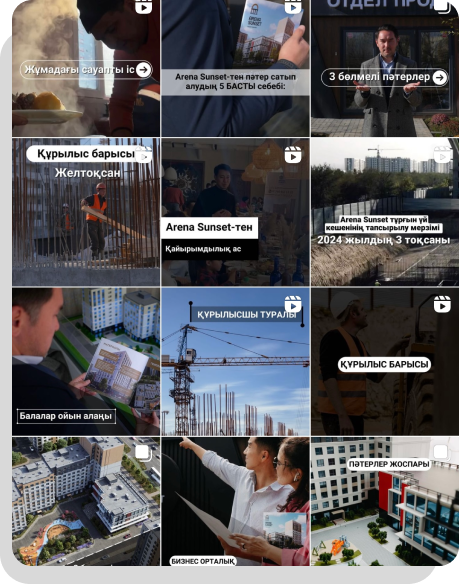 ОТДЕЛ ПРОД
Жұмадағы сауапты іс
ARENA
SUNSET
Arena Sunset-тен пәтер сатып
алудың 5 БАСТЫ себебі:
3 бөлмелі пәтерлер
Құрылыс барысы
Желтоқсан
Arena Sunset-тен
Қайырымдылық ас
Arena Sunset тұрғын үй
кешенінің тапсырылу мерзімі
2024 жылдың 3 тоқсаны
Балалар ойын алаңы
ҚҰРЫЛЫСШЫ ТУРАЛЫ
ҚҰРЫЛЫС БАРЫСЫ
БИЗНЕС ОРТАЛЫҚ
ПӘТЕРЛЕР ЖОСПАРЫ